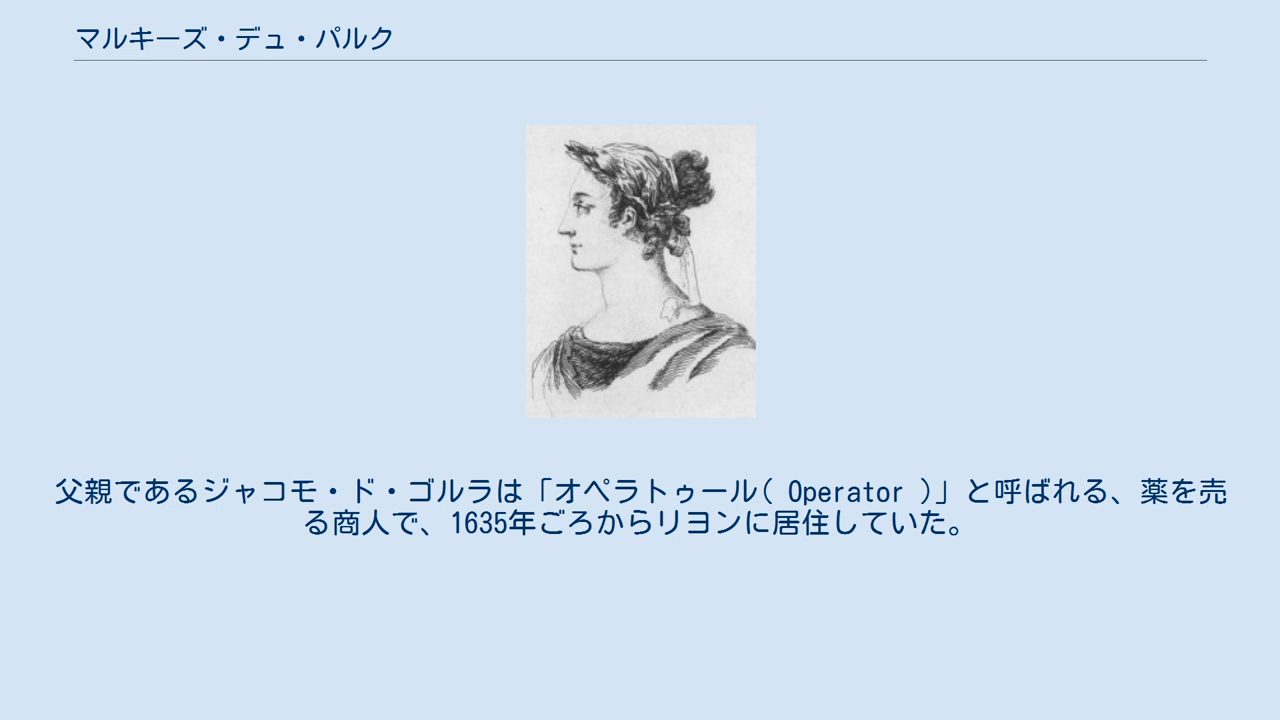 マルキーズ・デュ・パルク
父親であるジャコモ・ド・ゴルラは「オペラトゥール( Operator )」と呼ばれる、薬を売
る商人で、1635年ごろからリヨンに居住していた。